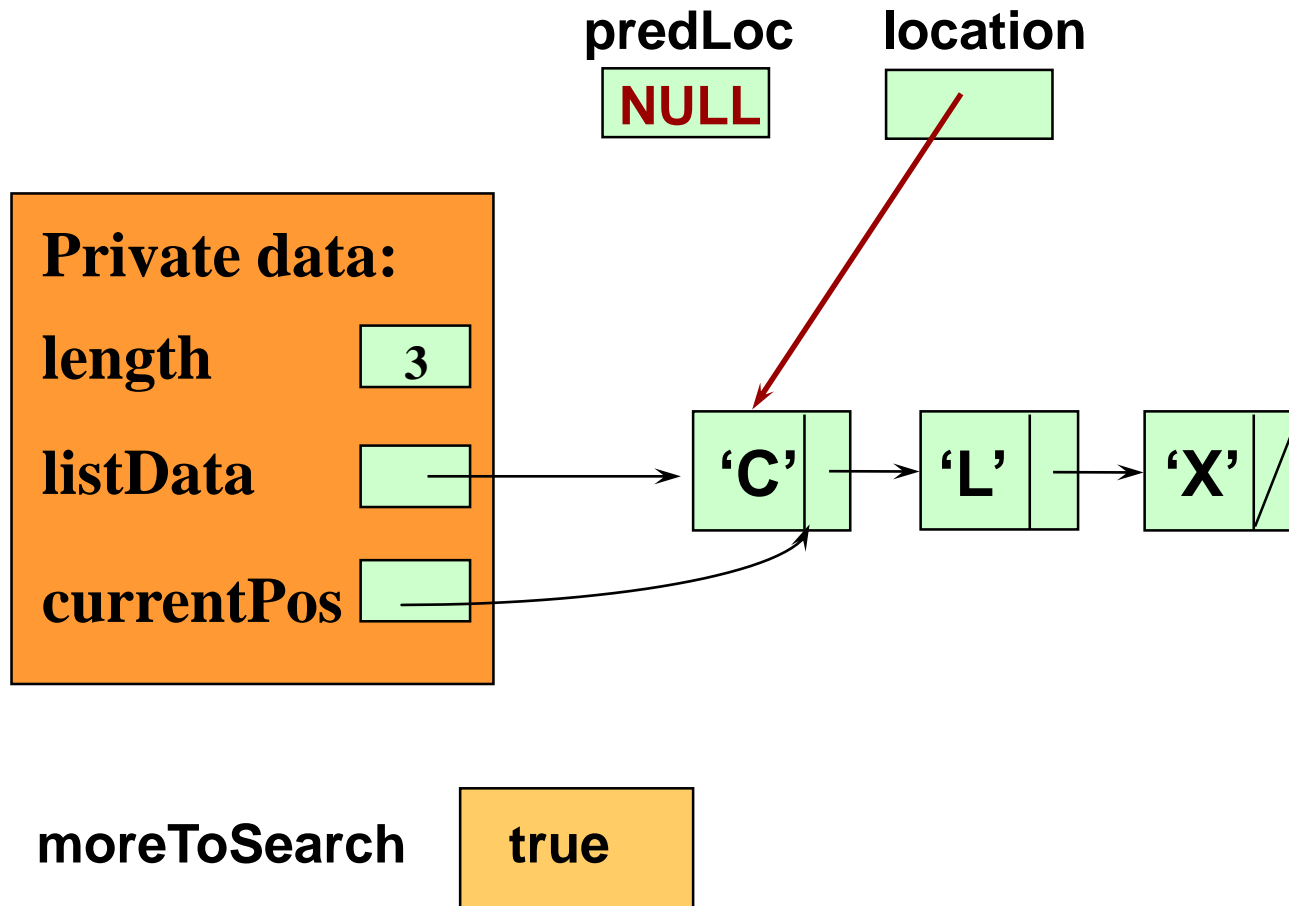 predLoc location
NULL
Private data:
length 3
listData
‘C’ ‘L’ ‘X’
currentPos
moreToSearch true